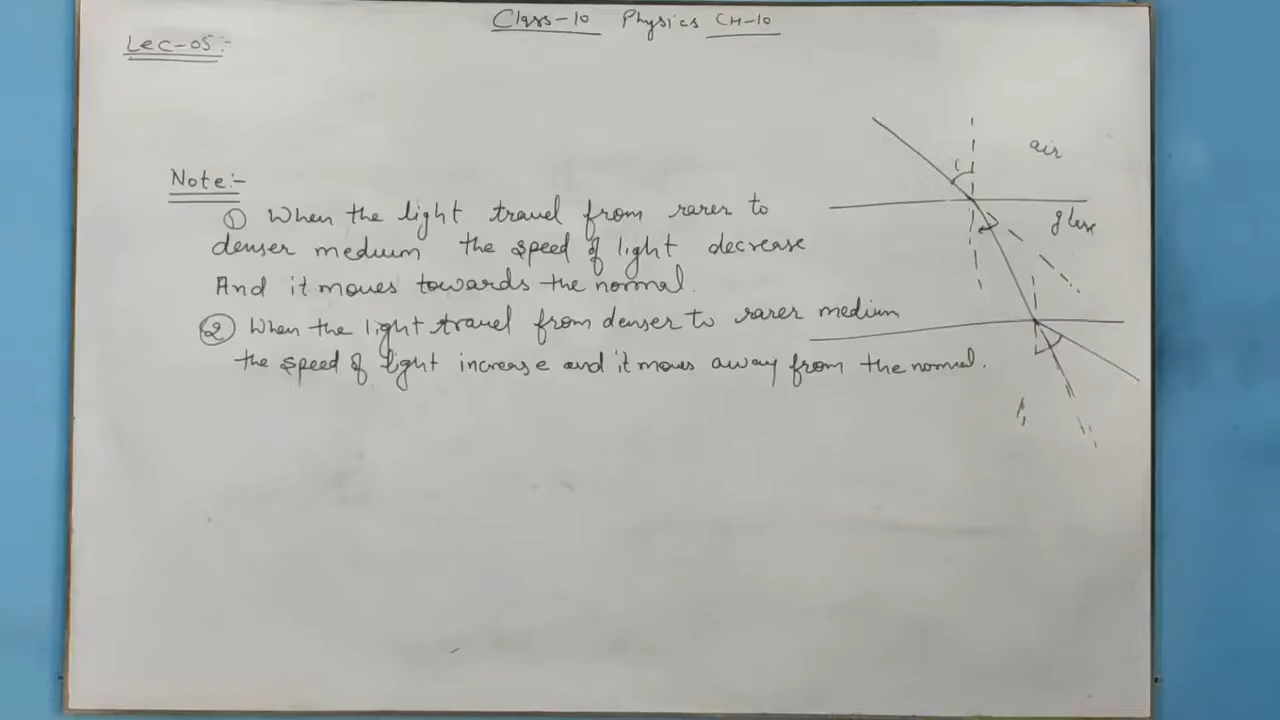 Class-10 Physics CH-10
Lec-05:-
air
Note:-
① When the light travel from rarer to
denser medium the speed of light decrease
And it moves towards the normal.
② When the light travel from denser to rarer medium
the speed of light increase and it moves away from the normal.